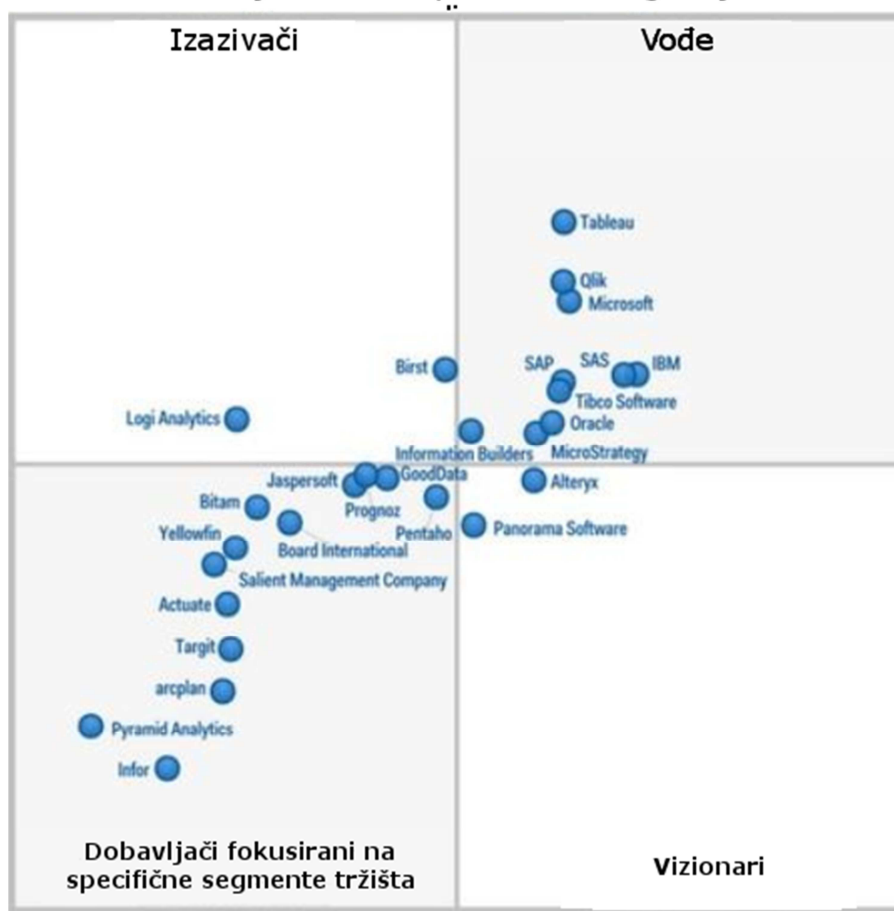 Izazivači
Vođe
Tableau
Qlik
Microsoft
Birst
SAP
SAS
IBM
Tibco Software
Logi Analytics
Oracle
Information Builders
MicroStrategy
Jaspersoft
GoodData
Alteryx
Bitam
Prognoz
Yellowfin
Pentaho
Panorama Software
Board International
Salient Management Company
Actuate
Targit
arcplan
Pyramid Analytics
Infor
Dobavljači fokusirani na
specifične segmente tržišta
Vizionari